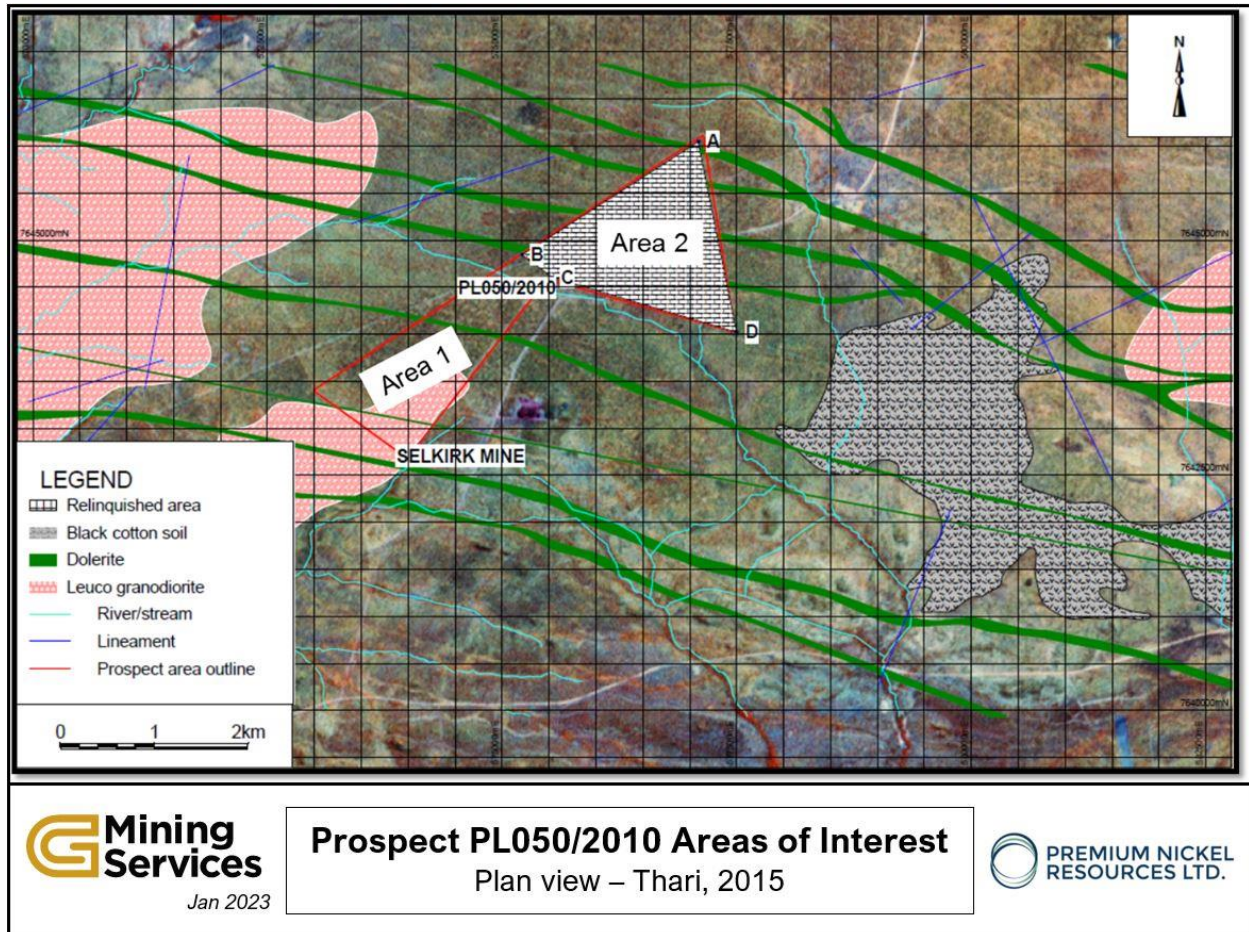 N
A
7645000mN
7645000mN
Area 2
B
C
PL050/2010
D
Area 1
SELKIRK MINE
7642500mN
7640000mN
LEGEND
Relinquished area
Black cotton soil
Dolerite
Leuco granodiorite
River/stream
Lineament
Prospect area outline
0 1 2km
G Mining
Services
Jan 2023
Prospect PL050/2010 Areas of Interest
Plan view – Thari, 2015
PREMIUM NICKEL
RESOURCES LTD.